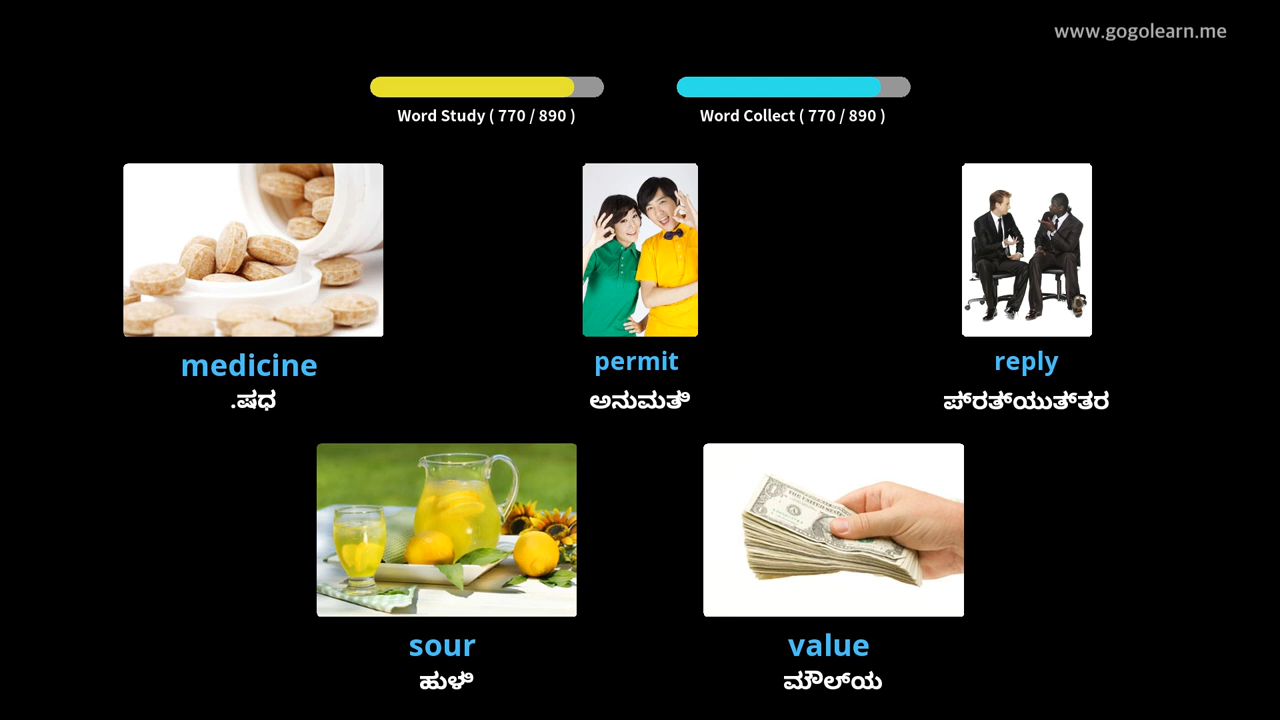 www.gogolearn.me
Word Study ( 770 / 890 )
Word Collect ( 770 / 890 )
medicine
.ಷಧ
permit
ಅನುಮತಿ
reply
ಪ್ರತ್ಯುತ್ತರ
sour
ಹುಳಿ
value
ಮೌಲ್ಯ